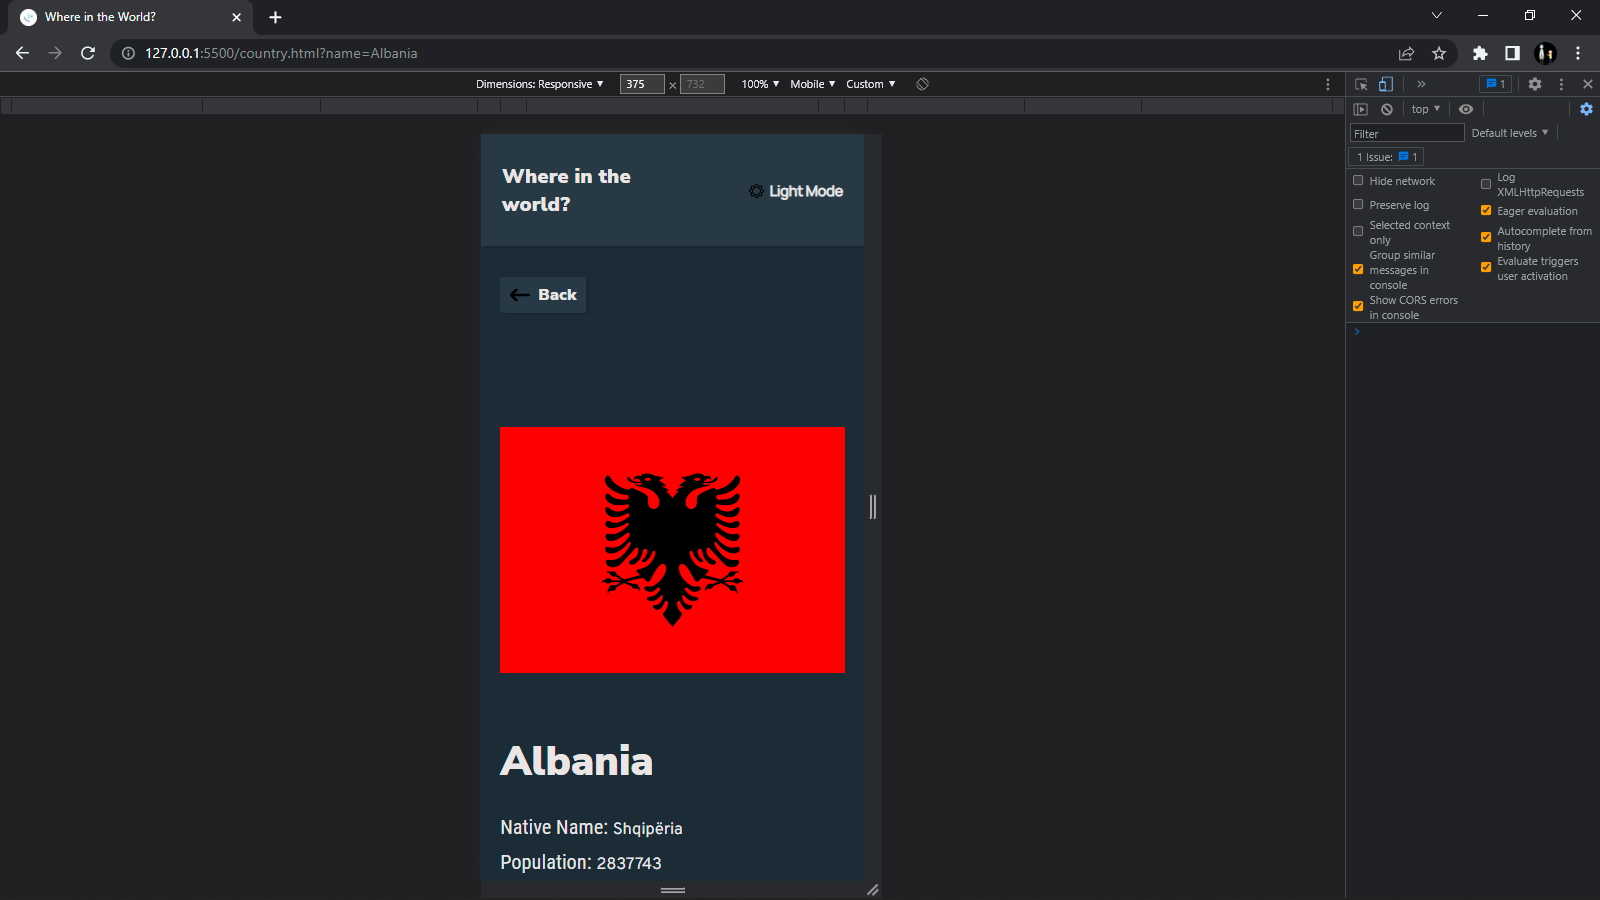 Where in the World?
127.0.0.1:5500/country.html?name=Albania
Dimensions: Responsive ▼ 375 × 732 100% ▼ Mobile ▼ Custom ▼
1
top ▼
Filter
Default levels ▼
1 Issue: 1
Hide network
Log XMLHttpRequests
Preserve log
Eager evaluation
Selected context only
Autocomplete from history
Group similar messages in console
Evaluate triggers user activation
Show CORS errors in console
Where in the
world?
Light Mode
Back
Albania
Native Name: Shqipëria
Population: 2837743